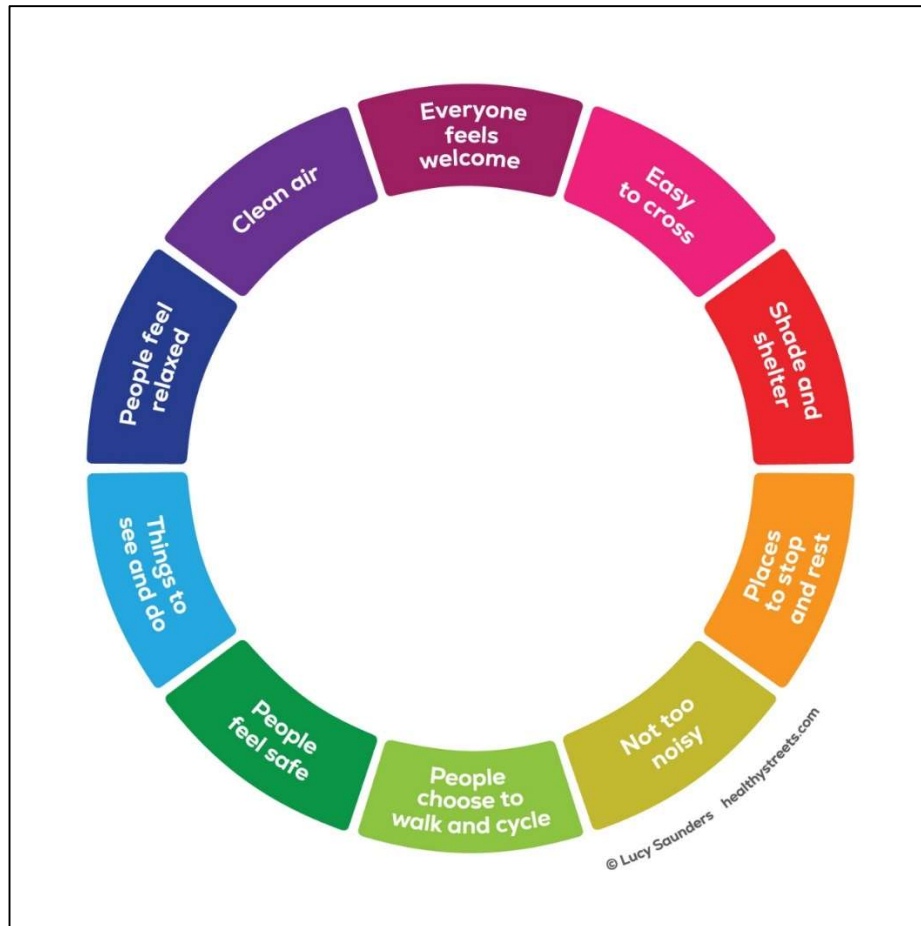 Everyone
feels
welcome
Easy
to cross
Shade and
shelter
Places
to stop
and rest
Not too
noisy
People
choose to
walk and cycle
People
feel safe
Things to
see and do
People feel
relaxed
Clean air
© Lucy Saunders healthystreets.com